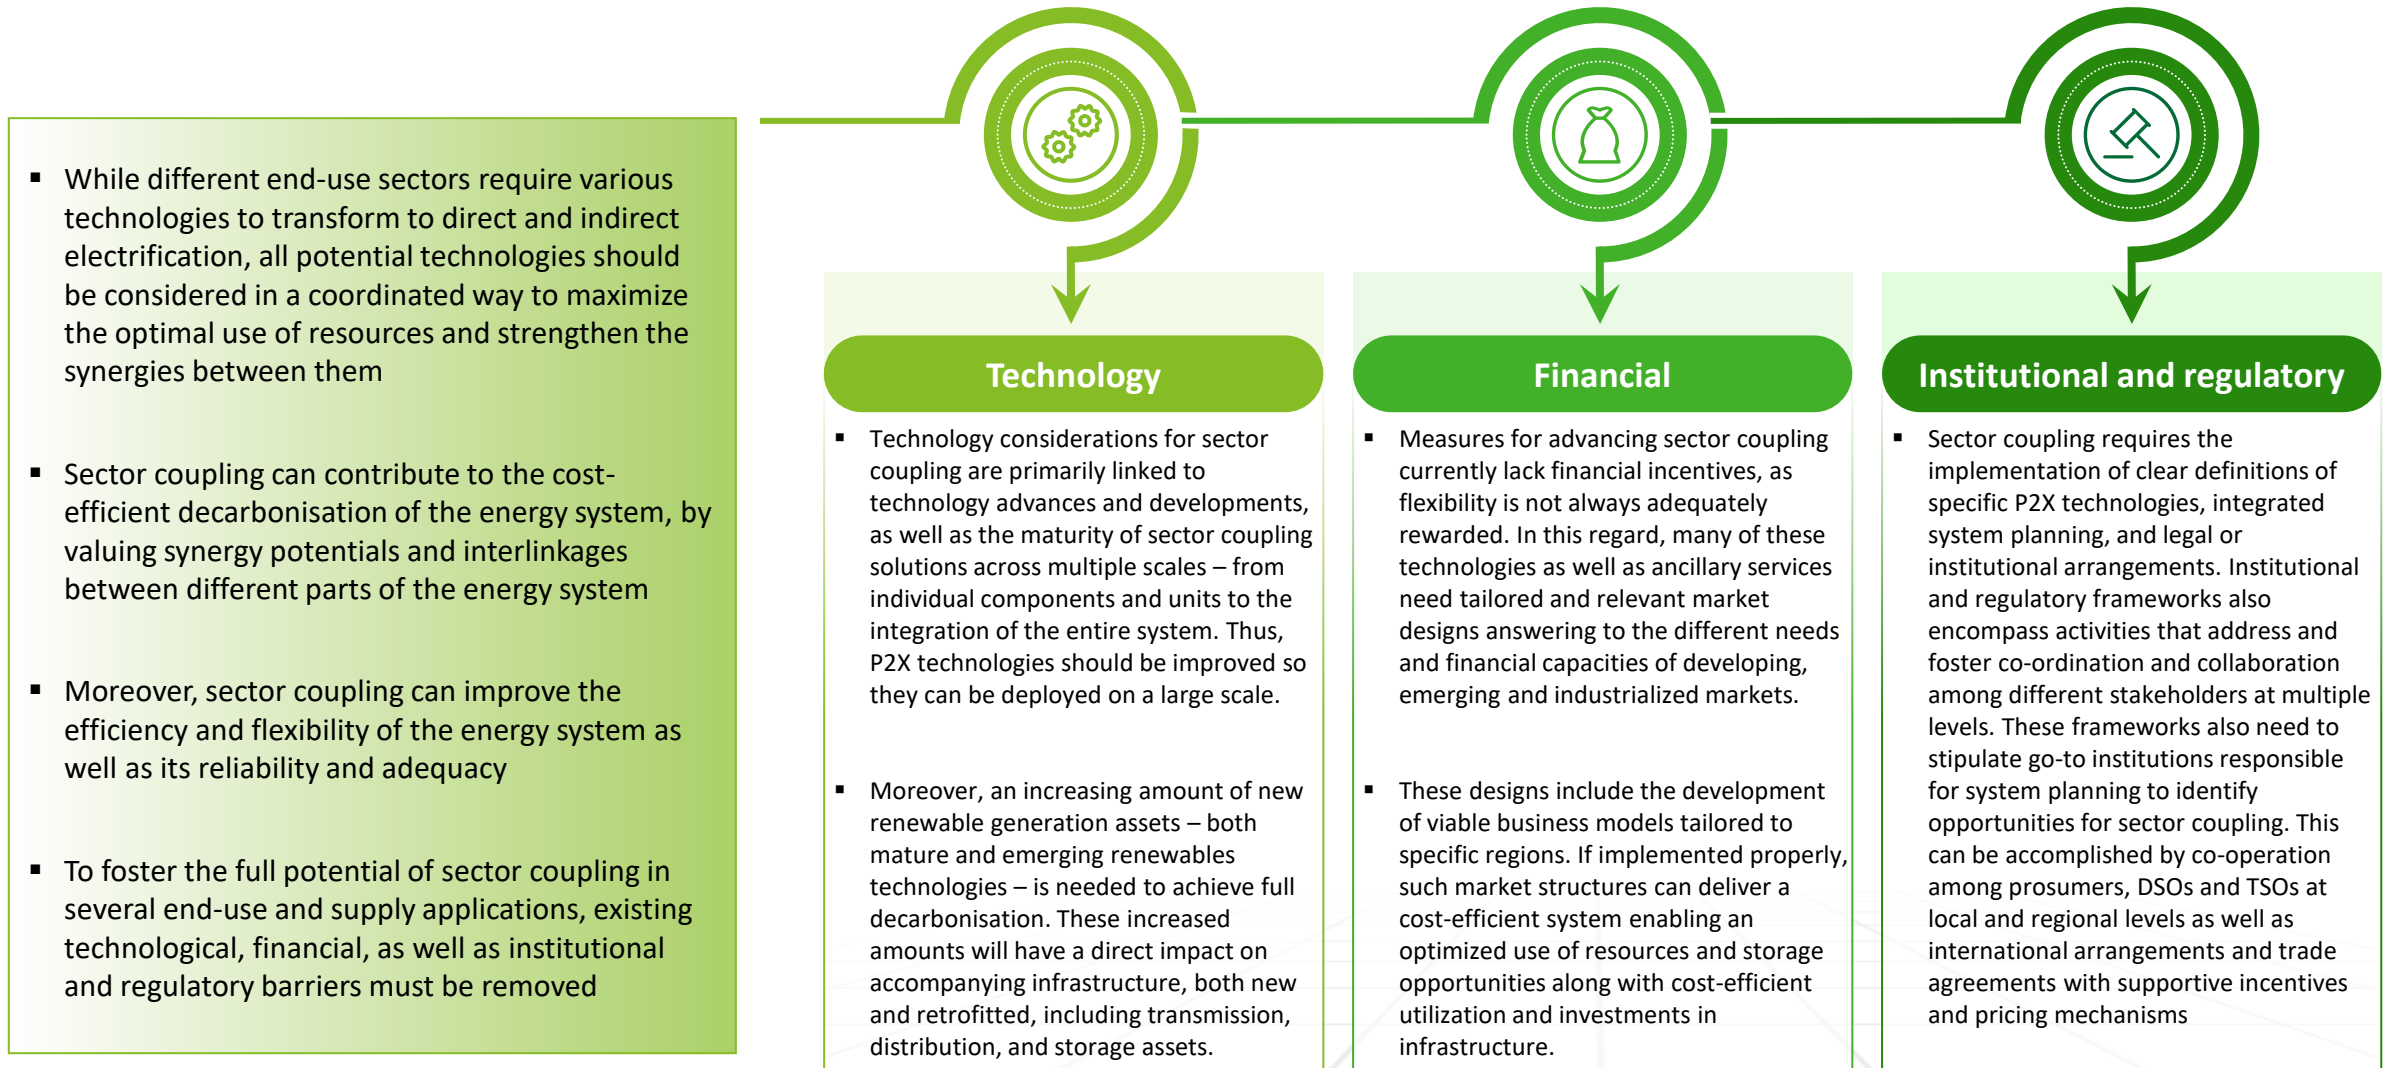 ▪ While different end-use sectors require various
technologies to transform to direct and indirect
electrification, all potential technologies should
be considered in a coordinated way to maximize
the optimal use of resources and strengthen the
synergies between them
▪ Sector coupling can contribute to the cost-
efficient decarbonisation of the energy system, by
valuing synergy potentials and interlinkages
between different parts of the energy system
▪ Moreover, sector coupling can improve the
efficiency and flexibility of the energy system as
well as its reliability and adequacy
▪ To foster the full potential of sector coupling in
several end-use and supply applications, existing
technological, financial, as well as institutional
and regulatory barriers must be removed
Technology
▪ Technology considerations for sector
coupling are primarily linked to
technology advances and developments,
as well as the maturity of sector coupling
solutions across multiple scales – from
individual components and units to the
integration of the entire system. Thus,
P2X technologies should be improved so
they can be deployed on a large scale.
▪ Moreover, an increasing amount of new
renewable generation assets – both
mature and emerging renewables
technologies – is needed to achieve full
decarbonisation. These increased
amounts will have a direct impact on
accompanying infrastructure, both new
and retrofitted, including transmission,
distribution, and storage assets.
Financial
▪ Measures for advancing sector coupling
currently lack financial incentives, as
flexibility is not always adequately
rewarded. In this regard, many of these
technologies as well as ancillary services
need tailored and relevant market
designs answering to the different needs
and financial capacities of developing,
emerging and industrialized markets.
▪ These designs include the development
of viable business models tailored to
specific regions. If implemented properly,
such market structures can deliver a
cost-efficient system enabling an
optimized use of resources and storage
opportunities along with cost-efficient
utilization and investments in
infrastructure.
Institutional and regulatory
▪ Sector coupling requires the
implementation of clear definitions of
specific P2X technologies, integrated
system planning, and legal or
institutional arrangements. Institutional
and regulatory frameworks also
encompass activities that address and
foster co-ordination and collaboration
among different stakeholders at multiple
levels. These frameworks also need to
stipulate go-to institutions responsible
for system planning to identify
opportunities for sector coupling. This
can be accomplished by co-operation
among prosumers, DSOs and TSOs at
local and regional levels as well as
international arrangements and trade
agreements with supportive incentives
and pricing mechanisms